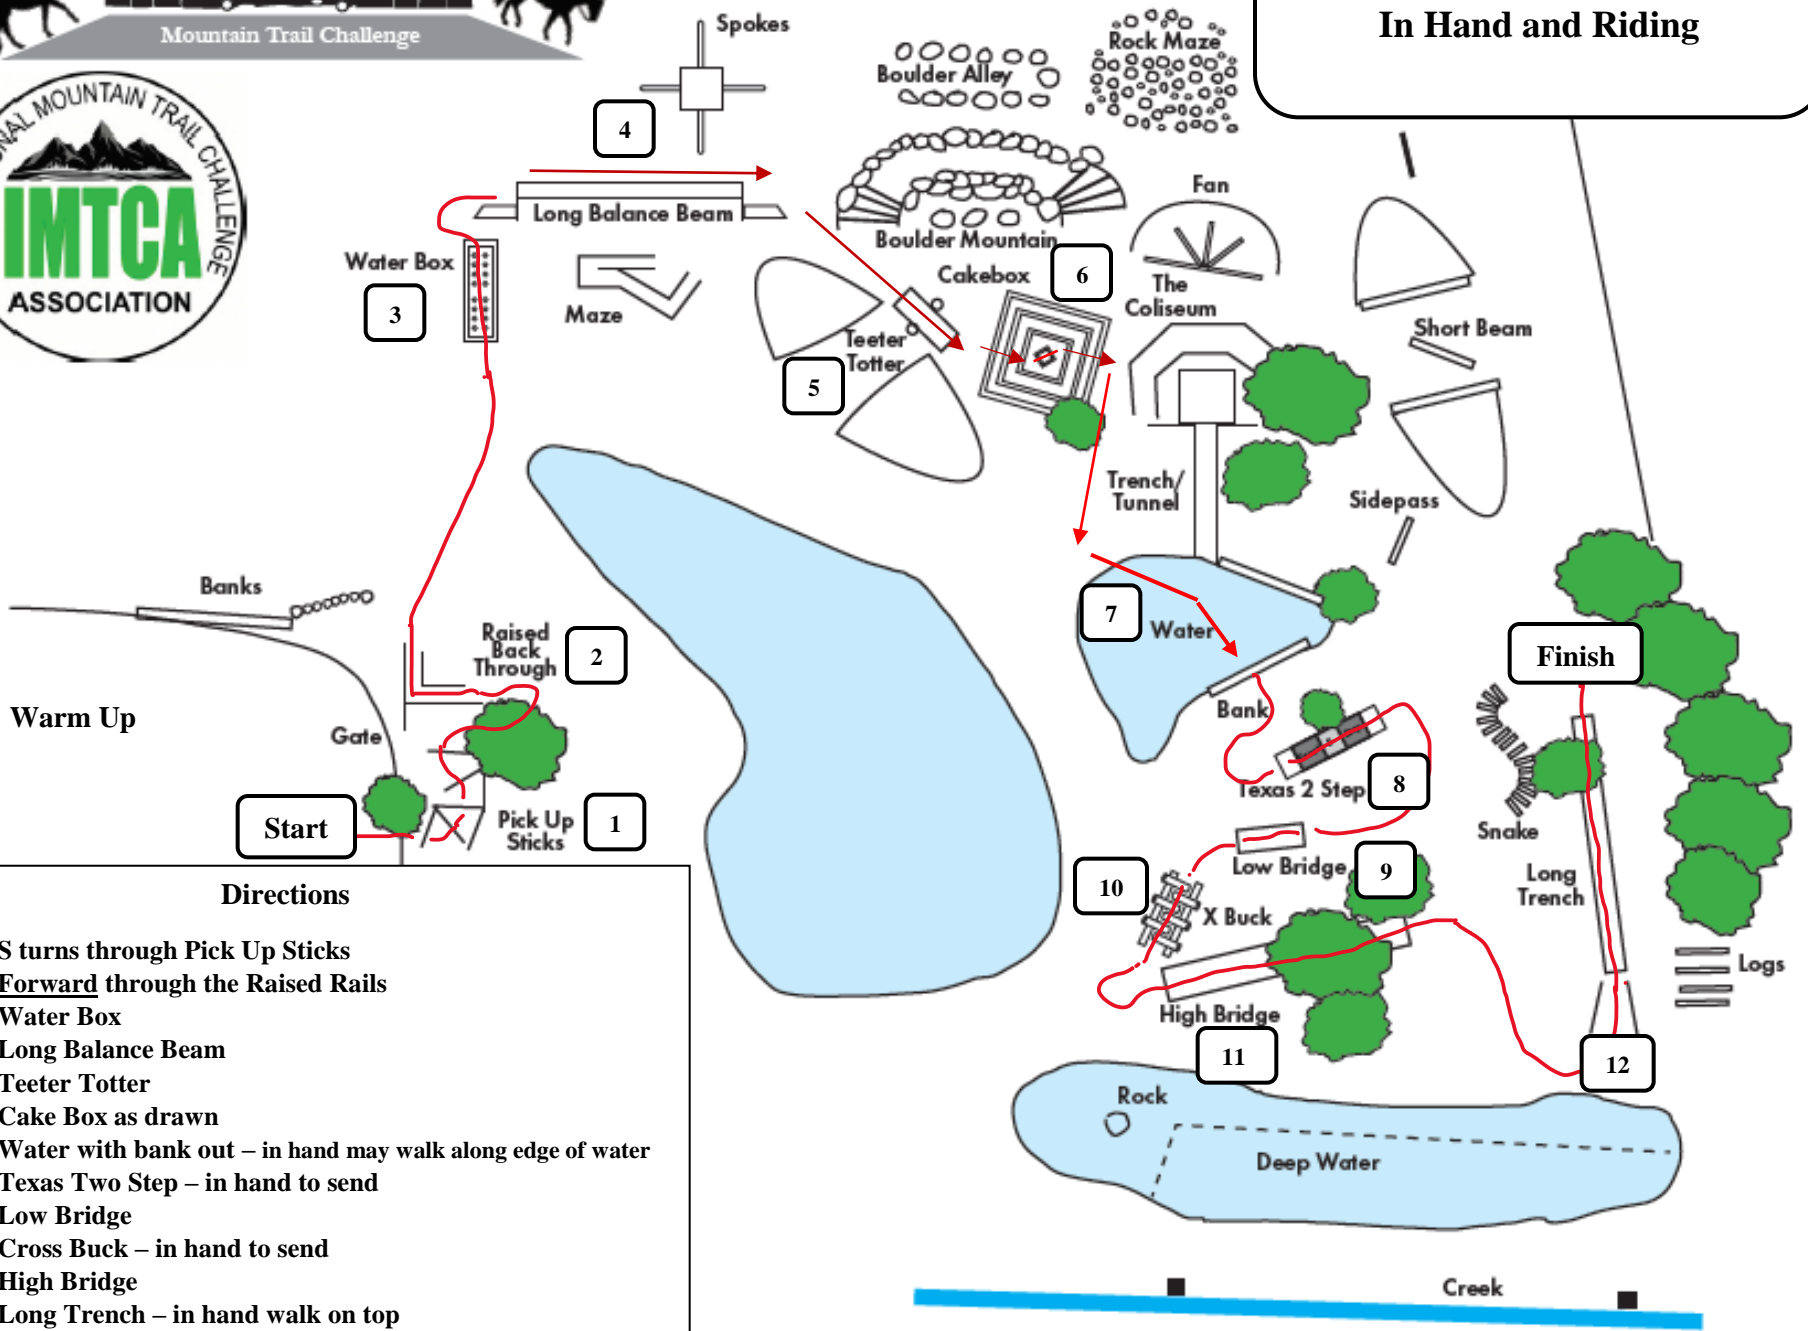 Mountain Trail Challenge
In Hand and Riding
MOUNTAIN TRAIL CHALLENGE
IMTCA
ASSOCIATION
Spokes
Boulder Alley
Rock Maze
4
Long Balance Beam
Boulder Mountain
Fan
Water Box
3
Maze
Cakebox
6
The
Coliseum
Teeter
Totter
5
Short Beam
Trench/
Tunnel
Sidepass
Banks
Raised
Back
Through
2
7
Water
Finish
Warm Up
Gate
Bank
Start
Pick Up
Sticks
1
Texas 2 Step
8
Snake
Low Bridge
9
10
X Buck
Long
Trench
Logs
High Bridge
11
12
Rock
Deep Water
Creek
Directions
S turns through Pick Up Sticks
Forward through the Raised Rails
Water Box
Long Balance Beam
Teeter Totter
Cake Box as drawn
Water with bank out – in hand may walk along edge of water
Texas Two Step – in hand to send
Low Bridge
Cross Buck – in hand to send
High Bridge
Long Trench – in hand walk on top